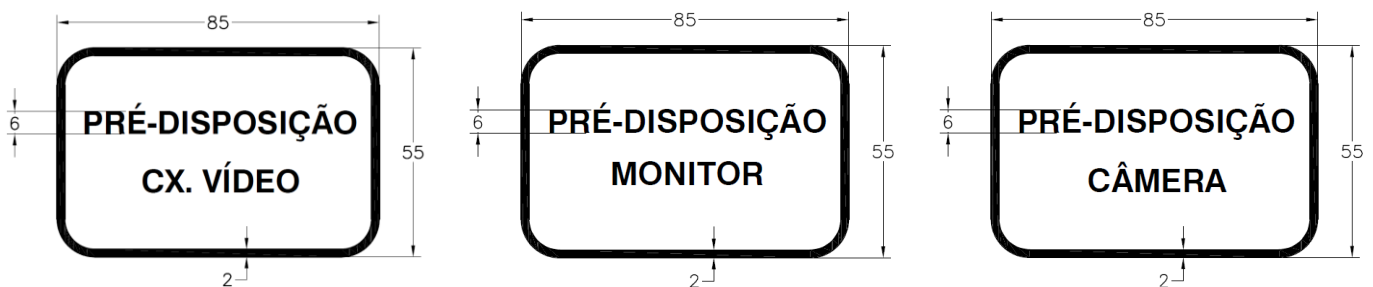 85
6
PRÉ-DISPOSIÇÃO
CX. VÍDEO
55
2
85
6
PRÉ-DISPOSIÇÃO
MONITOR
55
2
85
6
PRÉ-DISPOSIÇÃO
CÂMERA
55
2